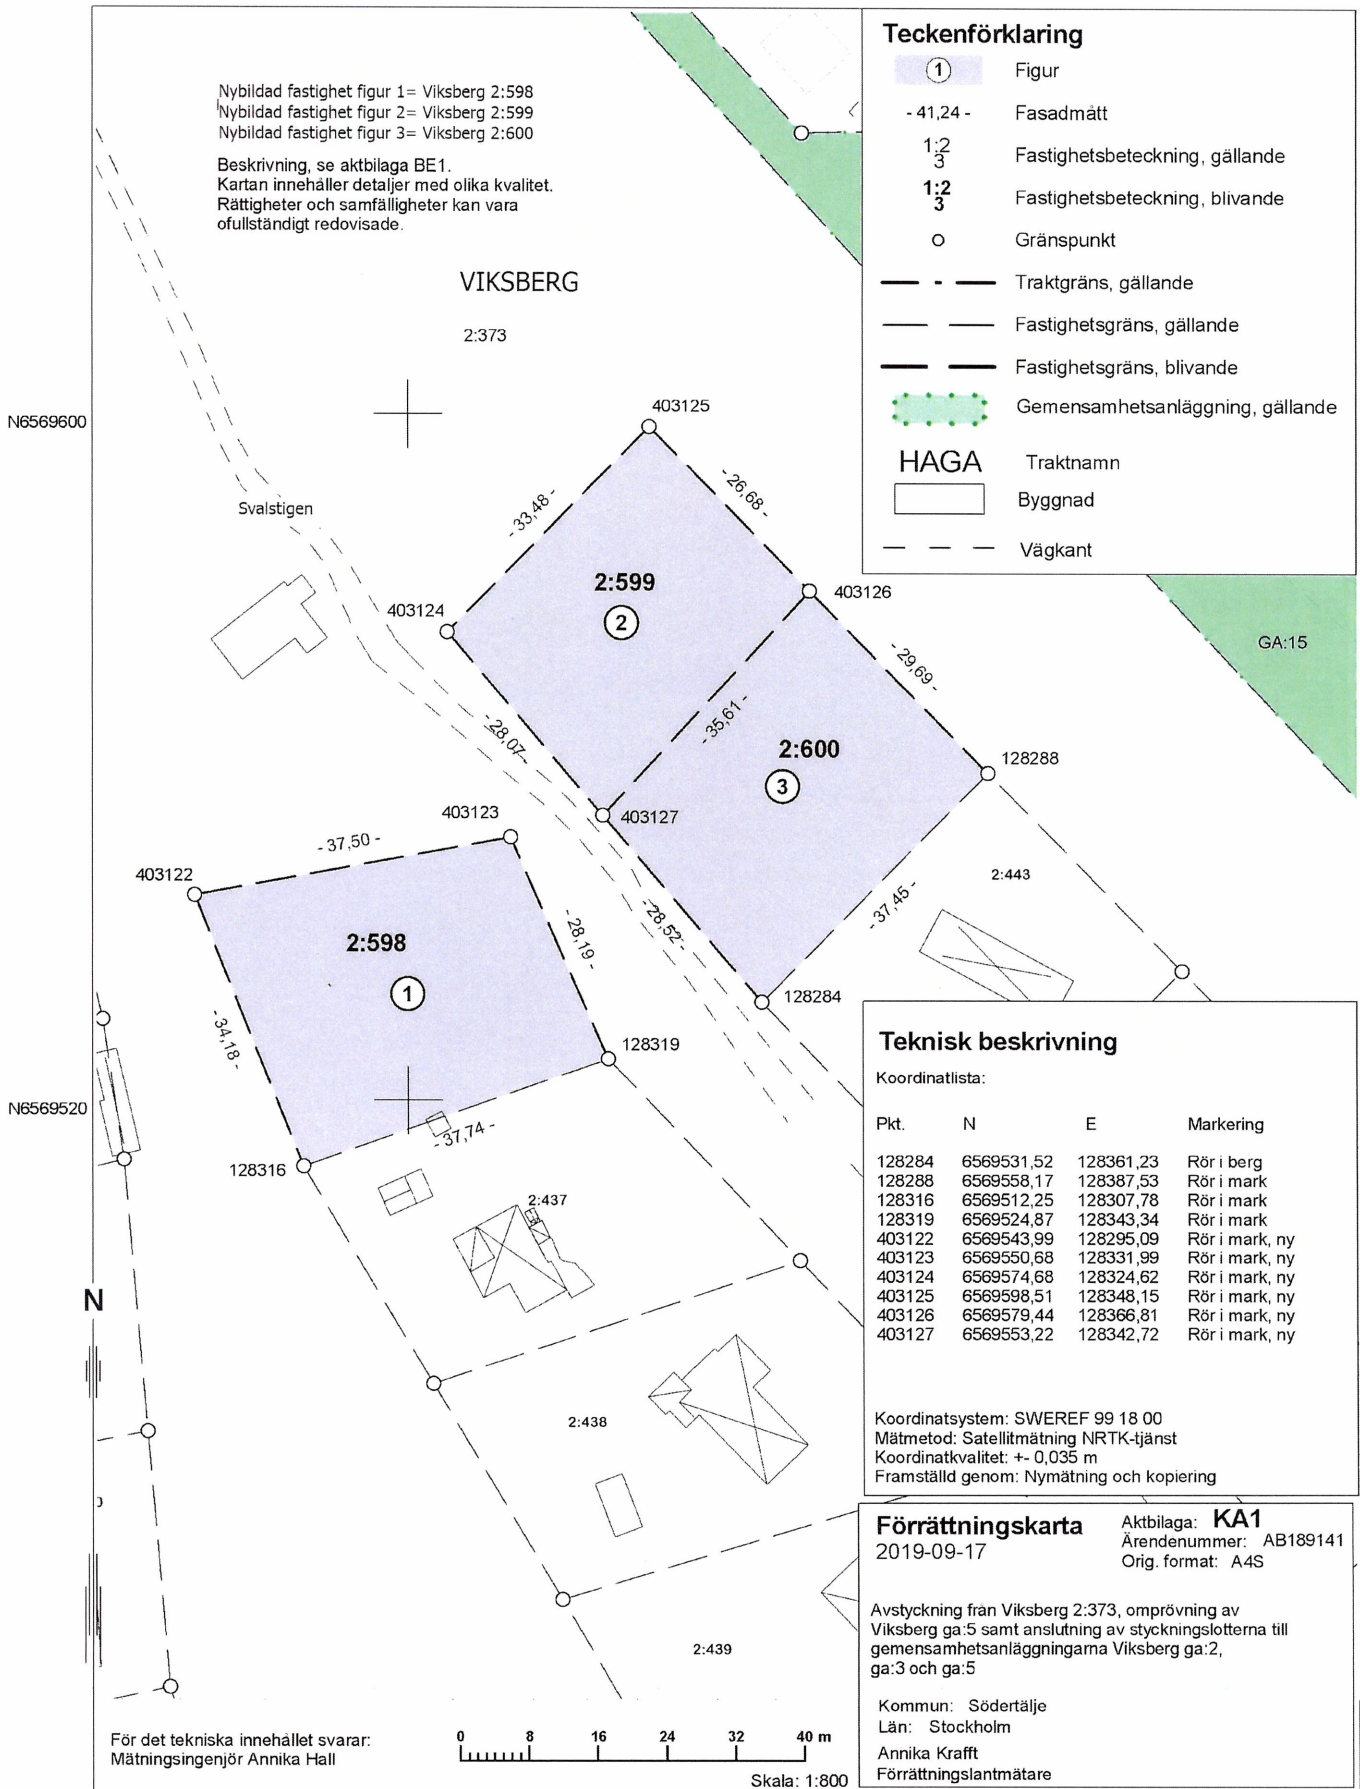 Nybildad fastighet figur 1= Viksberg 2:598
Nybildad fastighet figur 2= Viksberg 2:599
Nybildad fastighet figur 3= Viksberg 2:600
Beskrivning, se aktbilaga BE1.
Kartan innehåller detaljer med olika kvalitet.
Rättigheter och samfälligheter kan vara
ofullständigt redovisade.
VIKSBERG
2:373
Teckenförklaring
1 Figur
- 41,24 - Fasadmått
1:2
3 Fastighetsbeteckning, gällande
1:2
3 Fastighetsbeteckning, blivande
Gränspunkt
Traktgräns, gällande
Fastighetsgräns, gällande
Fastighetsgräns, blivande
Gemensamhetsanläggning, gällande
HAGA Traktnamn
Byggnad
Vägkant
N6569600
403125
- 33,48 -
- 26,68 -
Svalstigen
2:599
2
403124
403126
GA:15
- 29,69 -
- 28,07-
- 35,61 -
2:600
3
128288
403123
403127
- 37,50 -
403122
2:443
- 37,45 -
- 28,19 -
- 28,52 -
2:598
1
128284
- 34,18 -
128319
N6569520
- 37,74 -
128316
2:437
N
2:438
2:439
Teknisk beskrivning
Koordinatlista:
Pkt. N E Markering
128284 6569531,52 128361,23 Rör i berg
128288 6569558,17 128387,53 Rör i mark
128316 6569512,25 128307,78 Rör i mark
128319 6569524,87 128343,34 Rör i mark
403122 6569543,99 128295,09 Rör i mark, ny
403123 6569550,68 128331,99 Rör i mark, ny
403124 6569574,68 128324,62 Rör i mark, ny
403125 6569598,51 128348,15 Rör i mark, ny
403126 6569579,44 128366,81 Rör i mark, ny
403127 6569553,22 128342,72 Rör i mark, ny
Koordinatsystem: SWEREF 99 18 00
Mätmetod: Satellitmätning NRTK-tjänst
Koordinatkvalitet: +- 0,035 m
Framställd genom: Nymätning och kopiering
Förrättningskarta
2019-09-17
Aktbilaga: KA1
Ärendenummer: AB189141
Orig. format: A4S
Avstyckning från Viksberg 2:373, omprövning av
Viksberg ga:5 samt anslutning av styckningslotterna till
gemensamhetsanläggningarna Viksberg ga:2,
ga:3 och ga:5
Kommun: Södertälje
Län: Stockholm
Annika Krafft
Förrättningslantmätare
För det tekniska innehållet svarar:
Mätningsingenjör Annika Hall
0 8 16 24 32 40 m
Skala: 1:800